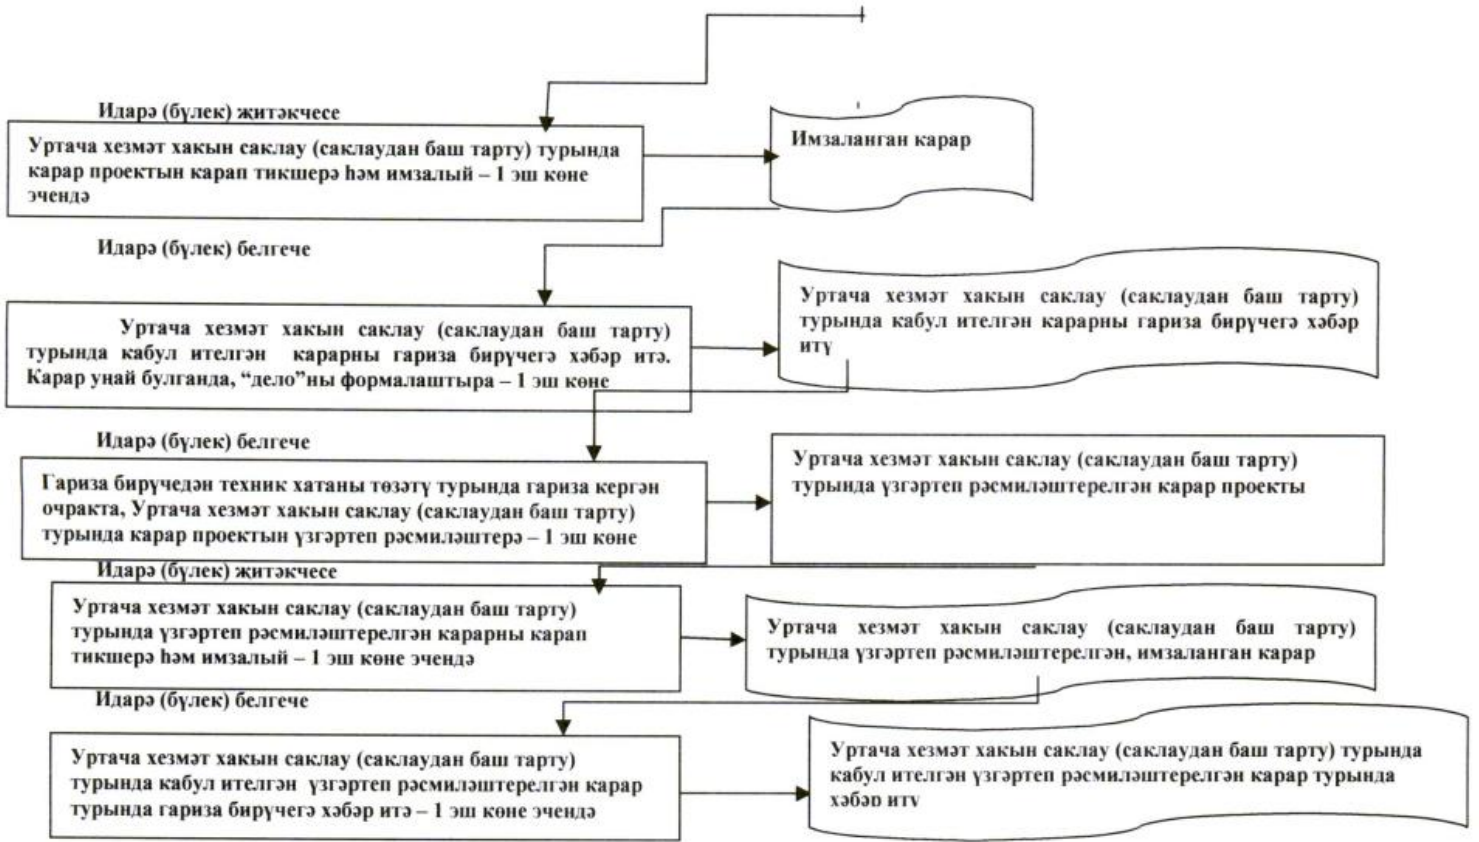 Идарә (бүлек) җитәкчесе
Уртача хезмәт хакын саклау (саклаудан баш тарту) турында
карар проектын карап тикшерә һәм имзалый – 1 эш көне
эчендә
Имзаланган карар
Идарә (бүлек) белгече
Уртача хезмәт хакын саклау (саклаудан баш тарту)
турында кабул ителгән карарны гариза бирүчегә хәбәр итә.
Карар уңай булганда, “дело”ны формалаштыра – 1 эш көне
Уртача хезмәт хакын саклау (саклаудан баш тарту)
турында кабул ителгән карарны гариза бирүчегә хәбәр
итү
Идарә (бүлек) белгече
Гариза бирүчедән техник хатаны төзәтү турында гариза кергән
очракта, Уртача хезмәт хакын саклау (саклаудан баш тарту)
турында карар проектын үзгәртеп рәсмиләштерә – 1 эш көне
Уртача хезмәт хакын саклау (саклаудан баш тарту)
турында үзгәртеп рәсмиләштерелгән карар проекты
Идарә (бүлек) җитәкчесе
Уртача хезмәт хакын саклау (саклаудан баш тарту)
турында үзгәртеп рәсмиләштерелгән карарны карап
тикшерә һәм имзалый – 1 эш көне эчендә
Уртача хезмәт хакын саклау (саклаудан баш тарту)
турында үзгәртеп рәсмиләштерелгән, имзаланган карар
Идарә (бүлек) белгече
Уртача хезмәт хакын саклау (саклаудан баш тарту)
турында кабул ителгән үзгәртеп рәсмиләштерелгән карар
турында гариза бирүчегә хәбәр итә – 1 эш көне эчендә
Уртача хезмәт хакын саклау (саклаудан баш тарту) турында
кабул ителгән үзгәртеп рәсмиләштерелгән карар турында
хәбәр итү